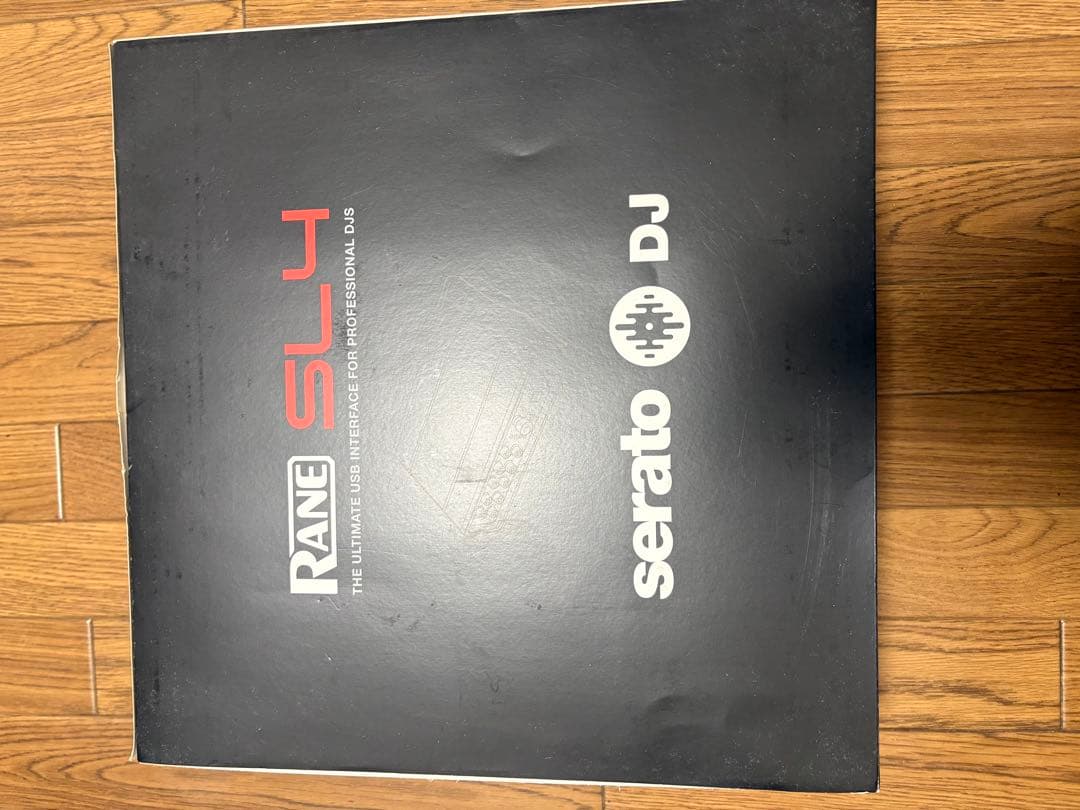 RANE SL4
THE ULTIMATE USB INTERFACE FOR PROFESSIONAL DJS
serato DJ